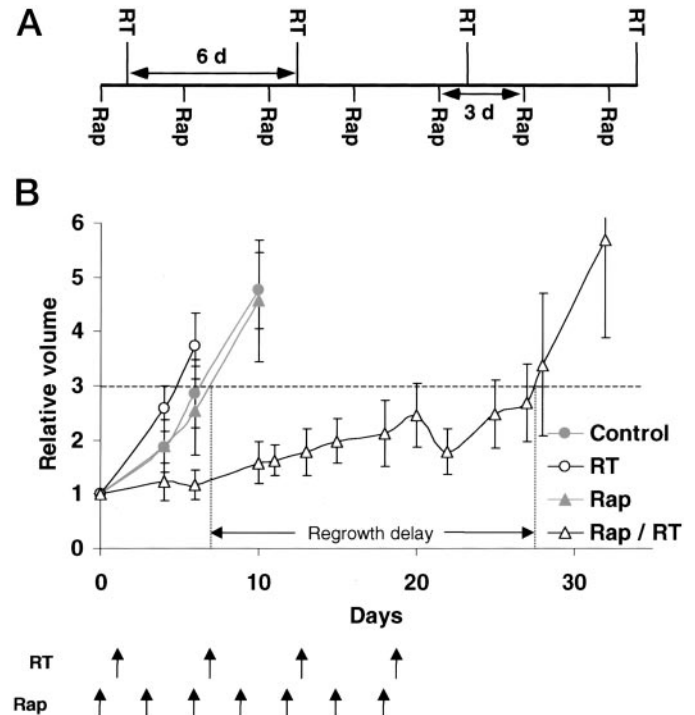 A
RT RT RT RT
6 d
3 d
Rap Rap Rap Rap Rap Rap Rap
B
6
5
4
3
2
1
0
Relative volume
Control
RT
Rap
Rap / RT
Regrowth delay
0 10 20 30
Days
RT
Rap